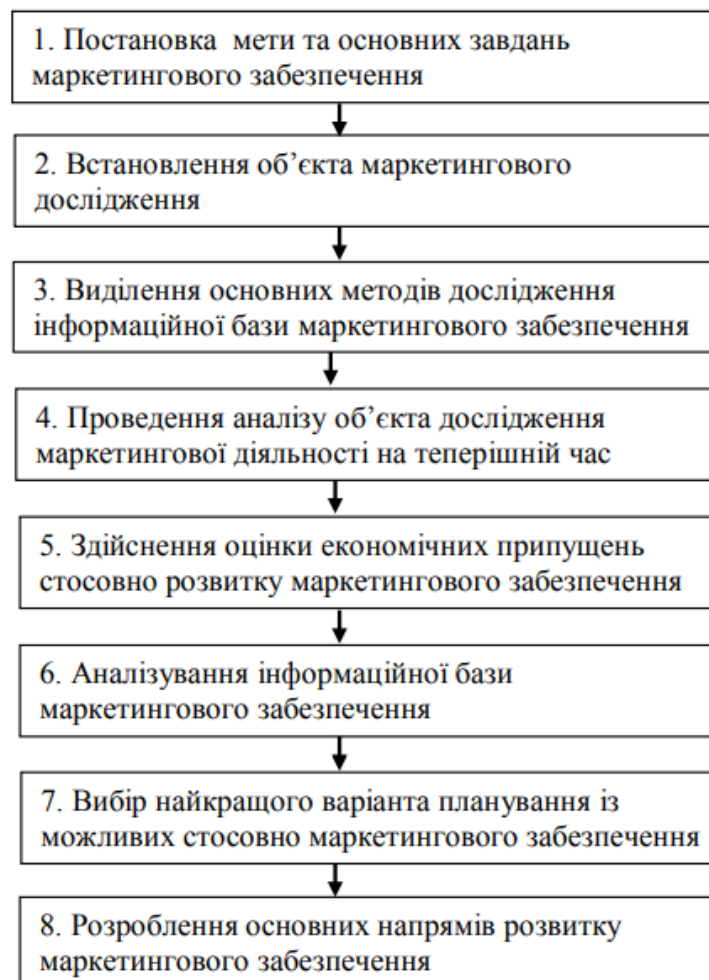 1. Постановка мети та основних завдань
маркетингового забезпечення
2. Встановлення об’єкта маркетингового
дослідження
3. Виділення основних методів дослідження
інформаційної бази маркетингового забезпечення
4. Проведення аналізу об’єкта дослідження
маркетингової діяльності на теперішній час
5. Здійснення оцінки економічних припущень
стосовно розвитку маркетингового забезпечення
6. Аналізування інформаційної бази
маркетингового забезпечення
7. Вибір найкращого варіанта планування із
можливих стосовно маркетингового забезпечення
8. Розроблення основних напрямів розвитку
маркетингового забезпечення